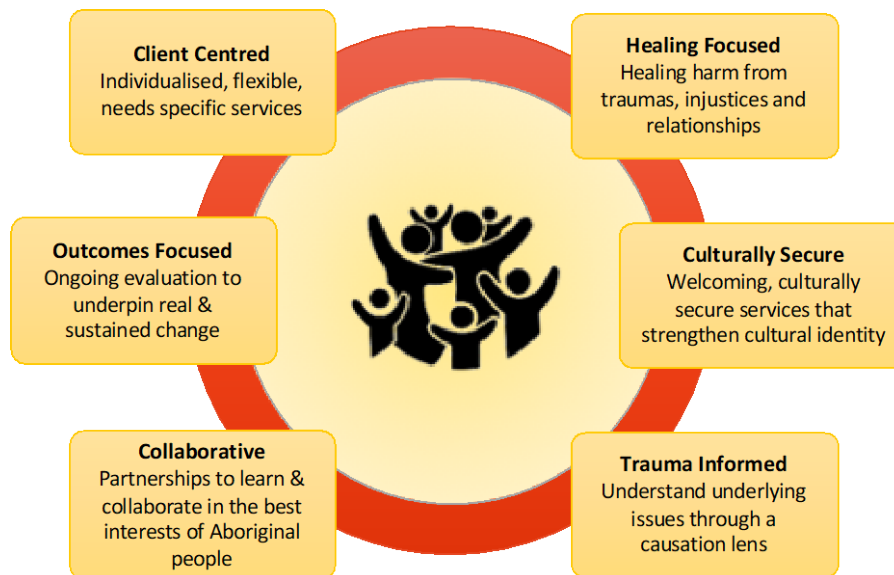 Client Centred
Individualised, flexible,
needs specific services
Healing Focused
Healing harm from
traumas, injustices and
relationships
Outcomes Focused
Ongoing evaluation to
underpin real &
sustained change
Culturally Secure
Welcoming, culturally
secure services that
strengthen cultural identity
Collaborative
Partnerships to learn &
collaborate in the best
interests of Aboriginal
people
Trauma Informed
Understand underlying
issues through a
causation lens